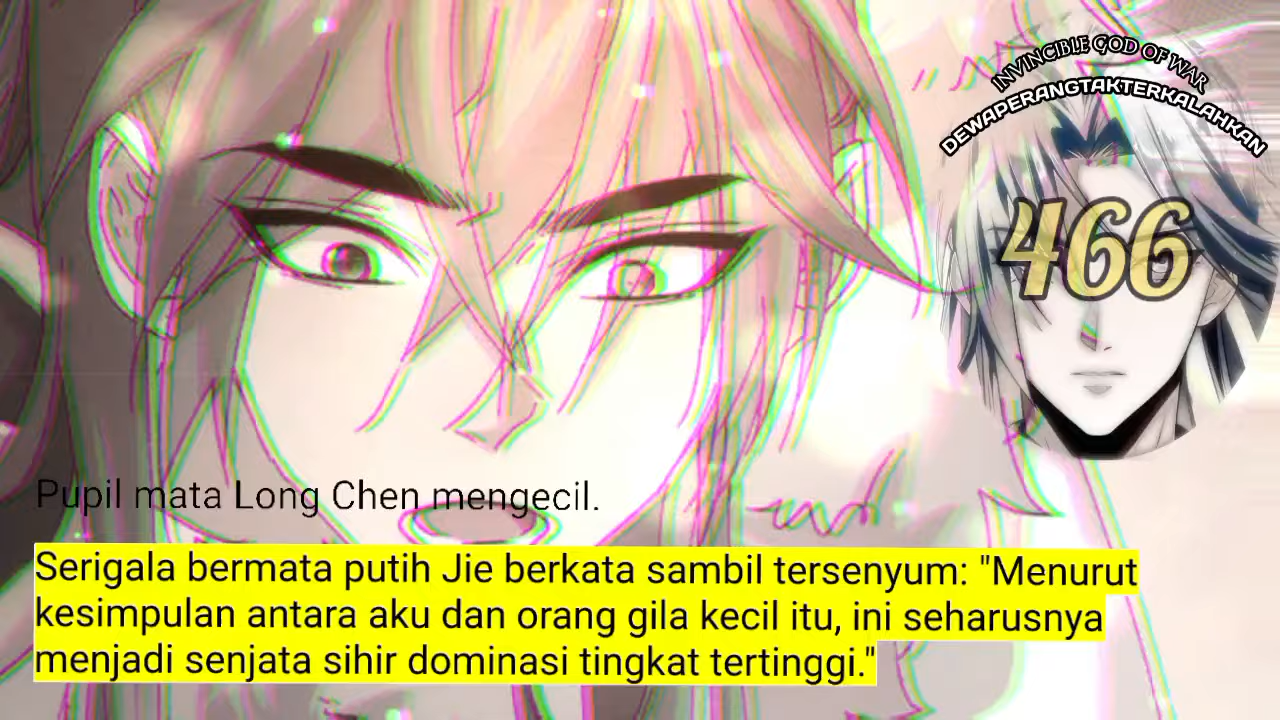 INVINCIBLE GOD OF WAR
DEWAPERANGTAKTERKALAHKAN
466
Pupil mata Long Chen mengecil.
Serigala bermata putih Jie berkata sambil tersenyum: "Menurut
kesimpulan antara aku dan orang gila kecil itu, ini seharusnya
menjadi senjata sihir dominasi tingkat tertinggi."